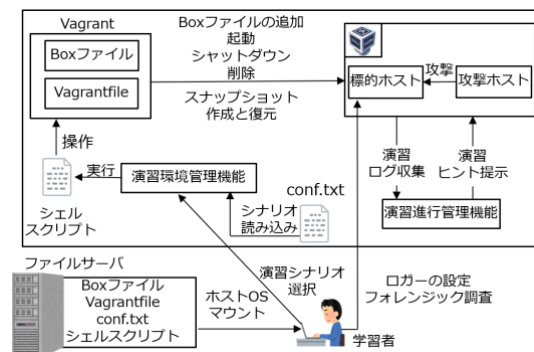 Vagrant
Boxファイル
Vagrantfile
Boxファイルの追加
起動
シャットダウン
削除
スナップショット
作成と復元
標的ホスト
攻撃
攻撃ホスト
操作
実行
演習環境管理機能
シェル
スクリプト
conf.txt
シナリオ
読み込み
演習
ログ収集
演習
ヒント提示
演習進行管理機能
ファイルサーバ
Boxファイル
Vagrantfile
conf.txt
シェルスクリプト
ホストOS
マウント
演習シナリオ
選択
学習者
ロガーの設定
フォレンジック調査